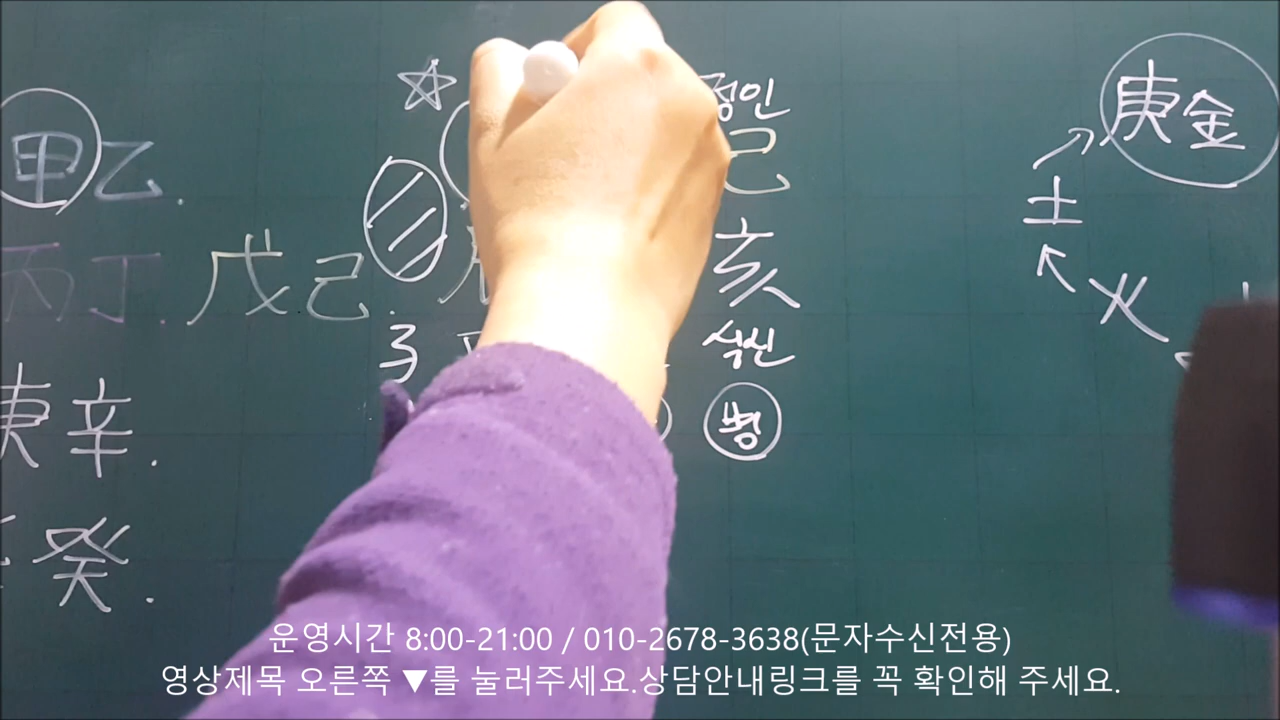 甲乙.
丙丁. 戊己.
庚辛.
癸.
정인
己
亥
식신
병
子
庚金
土
火
운영시간 8:00-21:00 / 010-2678-3638(문자수신전용)
영상제목 오른쪽 ▼를 눌러주세요.상담안내링크를 꼭 확인해 주세요.